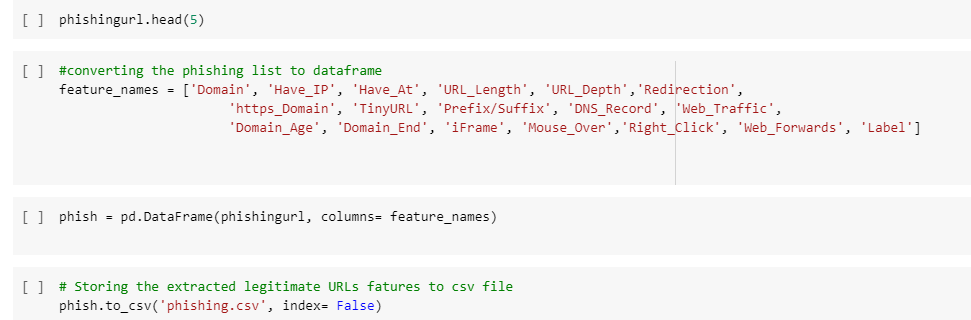 [ ] phishingurl.head(5)
[ ] #converting the phishing list to dataframe
feature_names = ['Domain', 'Have_IP', 'Have_At', 'URL_Length', 'URL_Depth','Redirection',
'https_Domain', 'TinyURL', 'Prefix/Suffix', 'DNS_Record', 'Web_Traffic',
'Domain_Age', 'Domain_End', 'iFrame', 'Mouse_Over','Right_Click', 'Web_Forwards', 'Label']
[ ] phish = pd.DataFrame(phishingurl, columns= feature_names)
[ ] # Storing the extracted legitimate URLs fatures to csv file
phish.to_csv('phishing.csv', index= False)